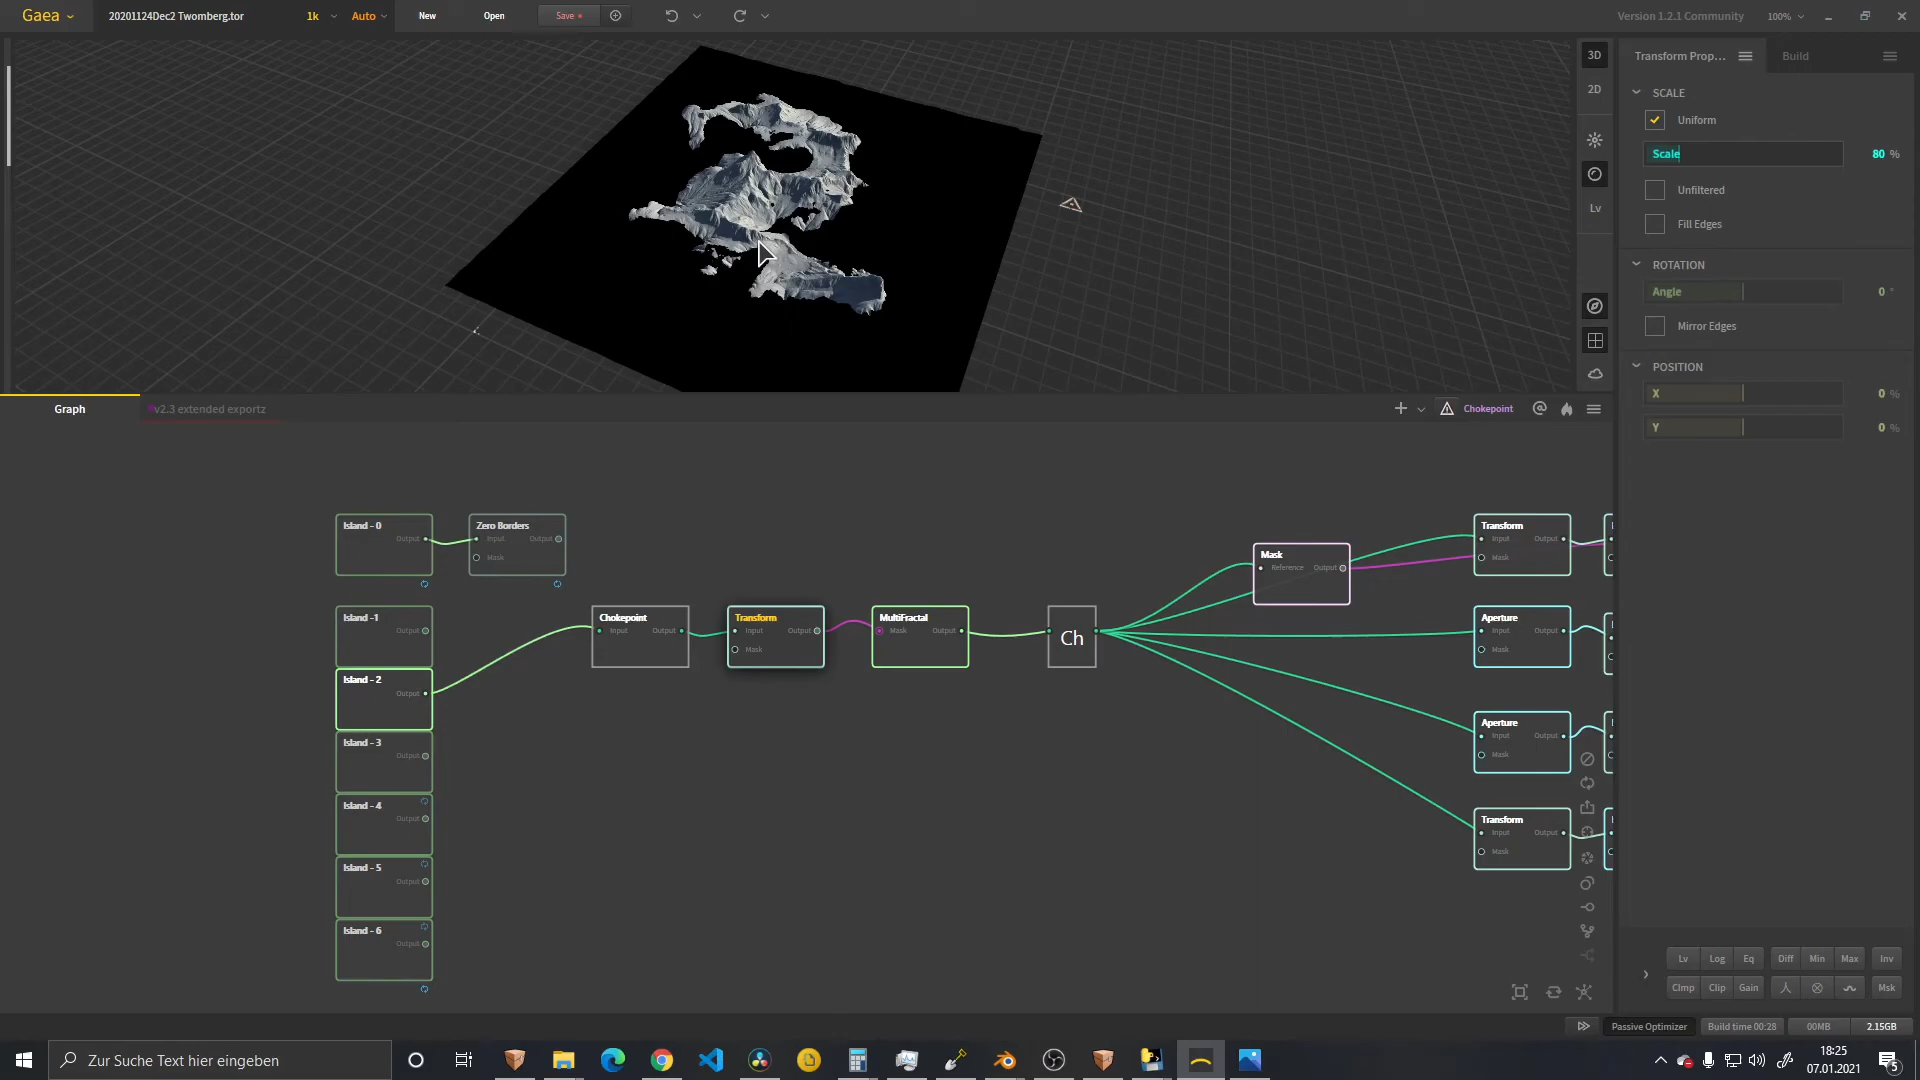 Gaea
20201124Dec2 Twomberg.tor
1k
Auto
New
Open
Save
Version 1.2.1 Community
100%
3D
2D
Lv
Transform Prop...
Build
SCALE
Uniform
Scale
80 %
Unfiltered
Fill Edges
ROTATION
Angle
0 °
Mirror Edges
POSITION
X
0 %
Y
0 %
Graph
v2.3 extended exportz
Chokepoint
Island - 0
Output
Zero Borders
Input Output
Mask
Island -1
Output
Island - 2
Output
Island - 3
Output
Island - 4
Output
Island - 5
Output
Island - 6
Output
Chokepoint
Input Output
Transform
Input Output
Mask
MultiFractal
Mask Output
Ch
Mask
Reference Output
Transform
Input Output
Mask
Aperture
Input Output
Mask
Aperture
Input Output
Mask
Transform
Input Output
Mask
Lv Log Eq Diff Min Max Inv
Clmp Clip Gain Msk
Passive Optimizer
Build time 00:28
00MB
2.15GB
Zur Suche Text hier eingeben
18:25
07.01.2021
5